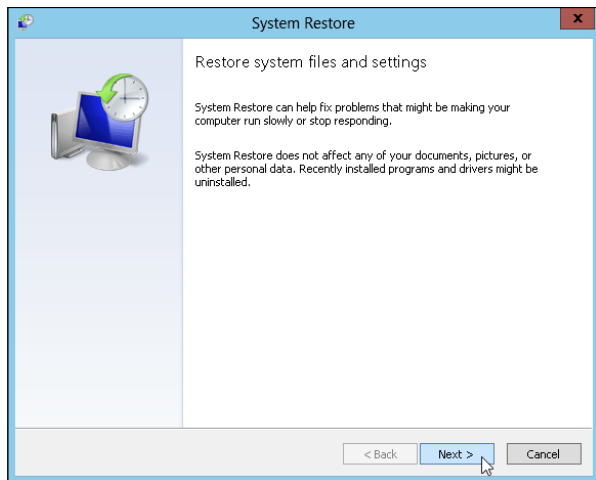 System Restore
x
Restore system files and settings
System Restore can help fix problems that might be making your
computer run slowly or stop responding.
System Restore does not affect any of your documents, pictures, or
other personal data. Recently installed programs and drivers might be
uninstalled.
< Back Next > Cancel